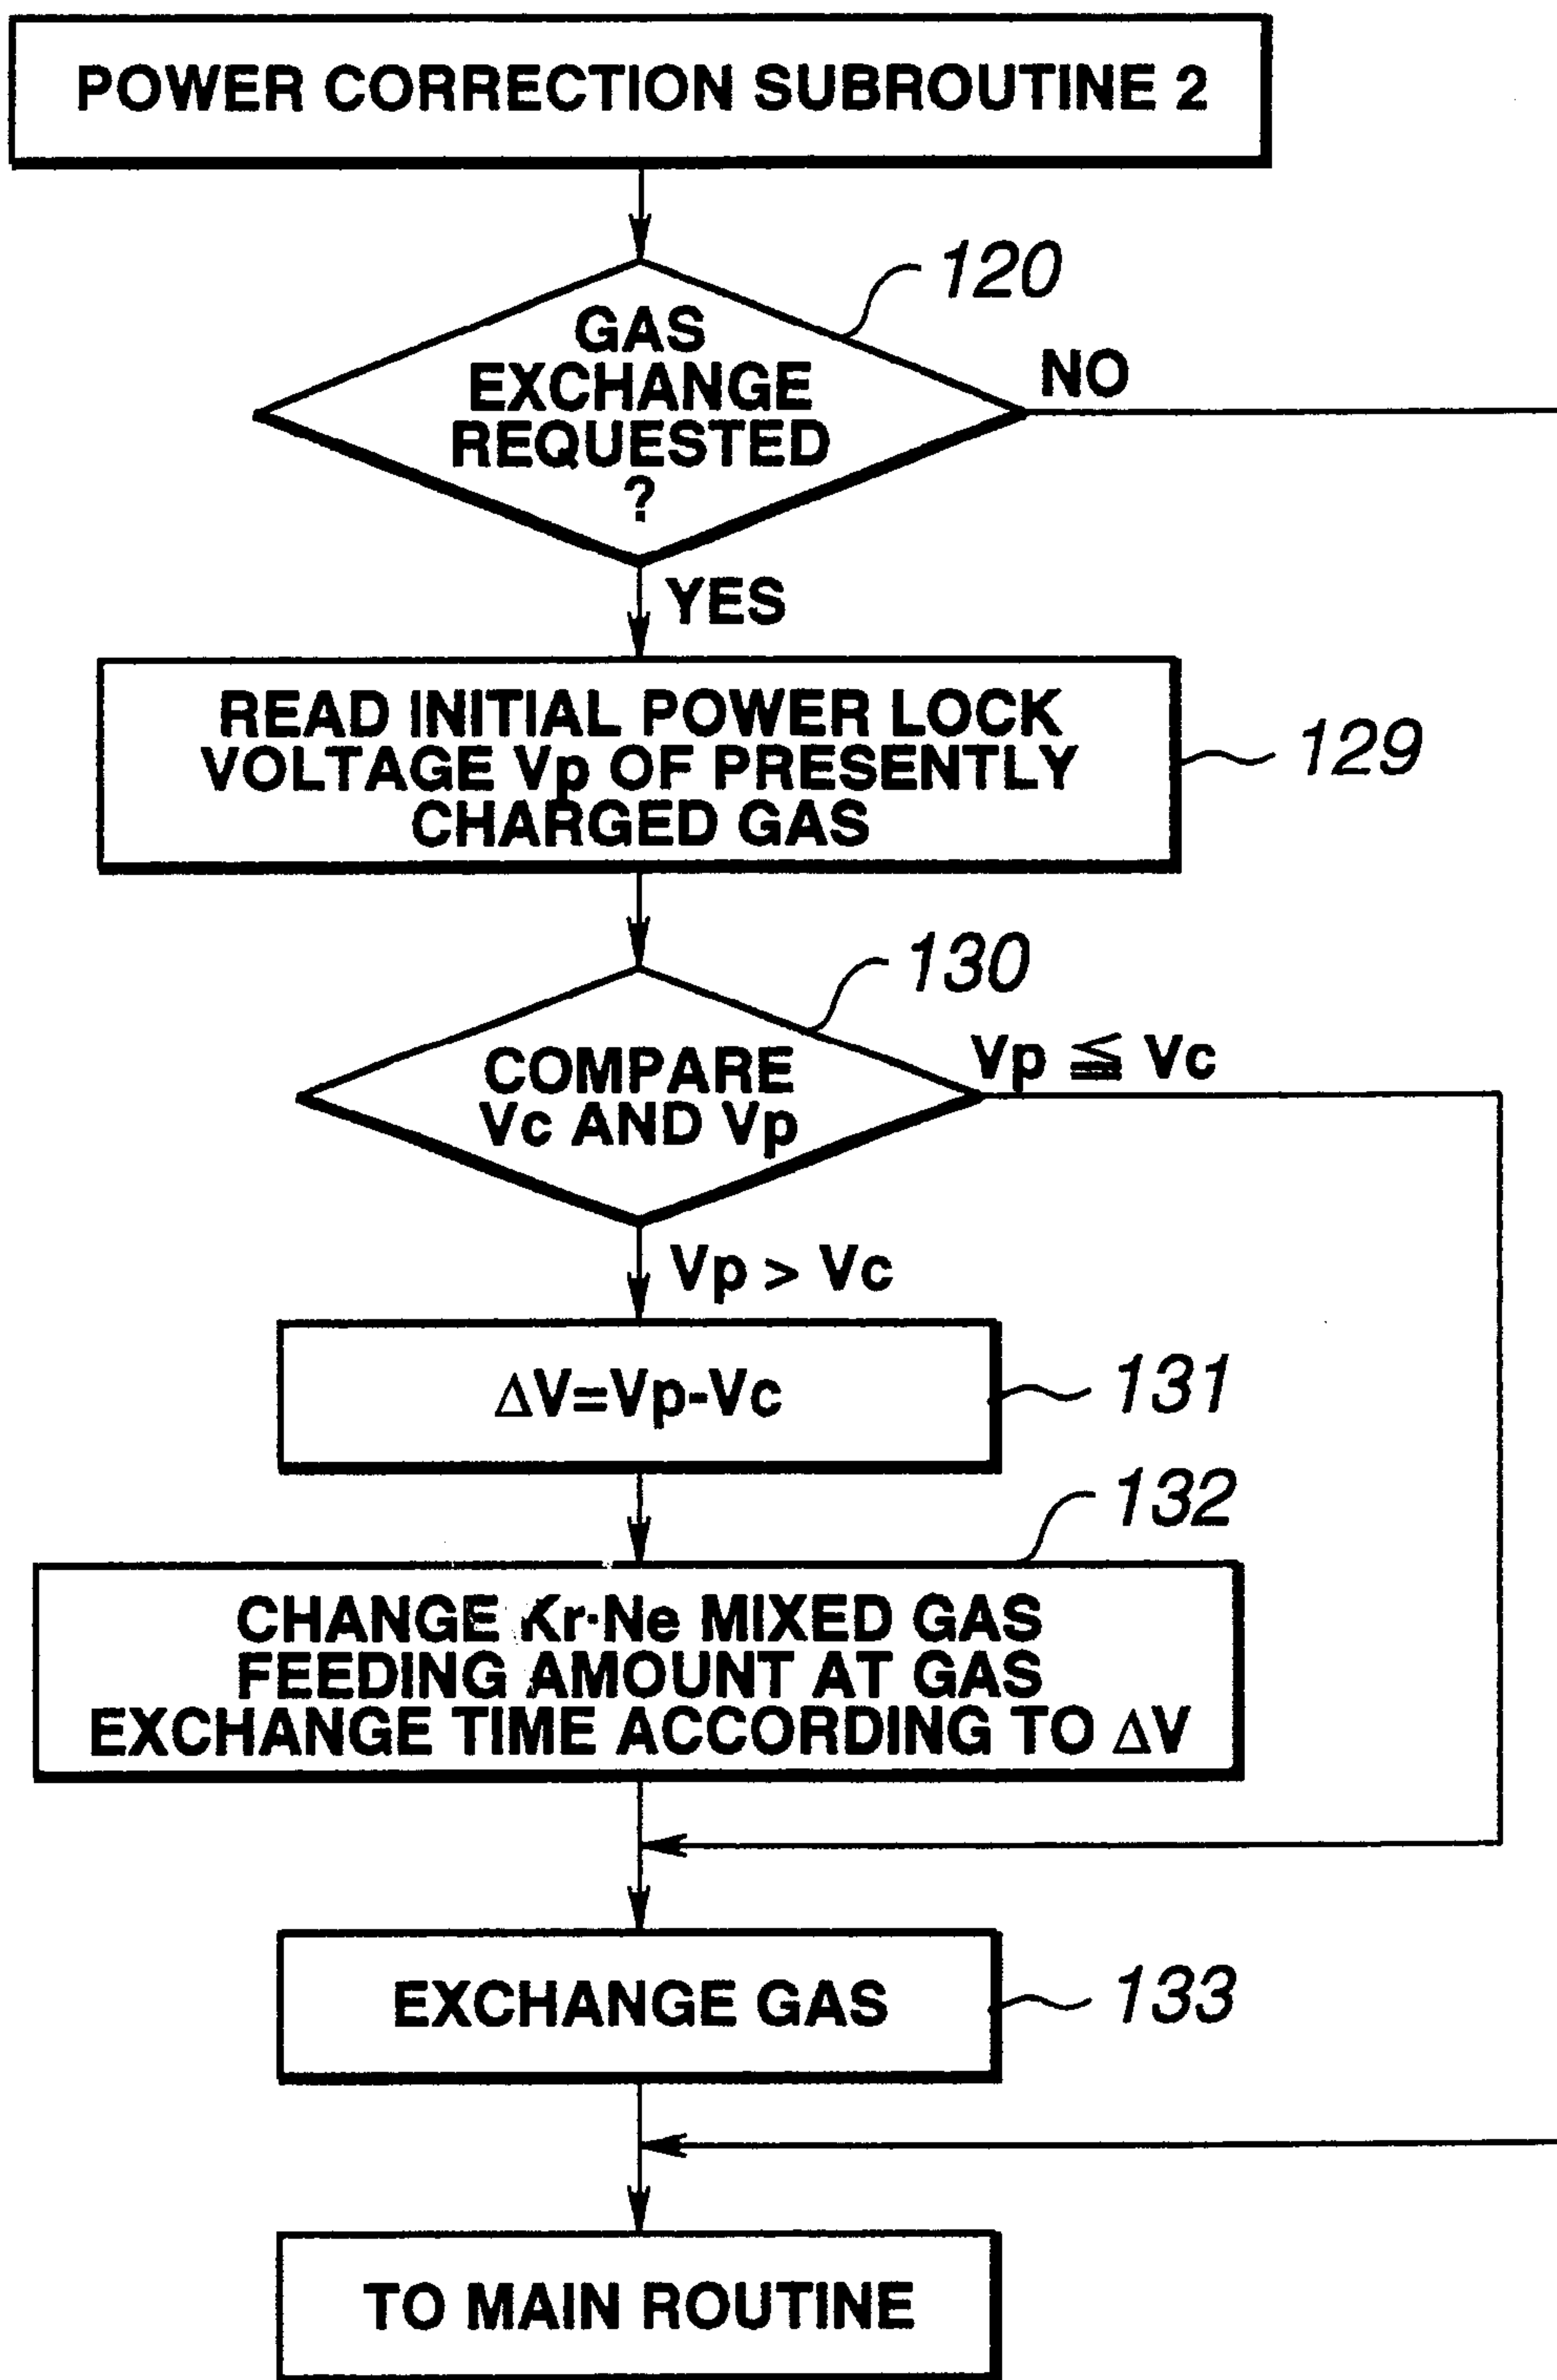 POWER CORRECTION SUBROUTINE 2
120
GAS
EXCHANGE
REQUESTED
?
NO
YES
READ INITIAL POWER LOCK
VOLTAGE Vp OF PRESENTLY
CHARGED GAS
129
130
COMPARE
Vc AND Vp
Vp ≦ Vc
Vp > Vc
ΔV=Vp-Vc
131
132
CHANGE Kr·Ne MIXED GAS
FEEDING AMOUNT AT GAS
EXCHANGE TIME ACCORDING TO ΔV
EXCHANGE GAS
133
TO MAIN ROUTINE